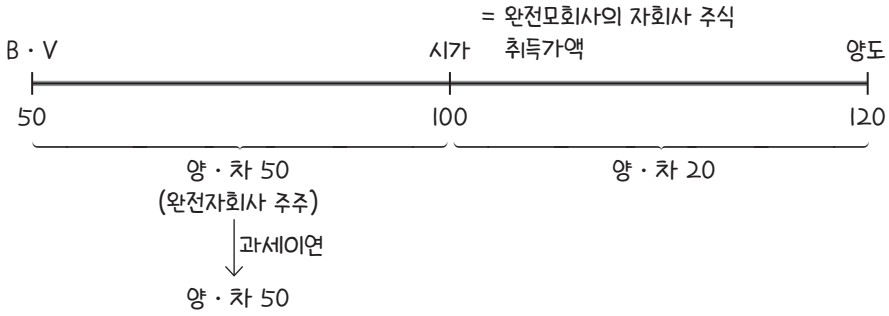 = 완전모회사의 자회사 주식
B · V 시가 취득가액 양도
50 100 120
양 · 차 50 양 · 차 20
(완전자회사 주주)
과세이연
양 · 차 50